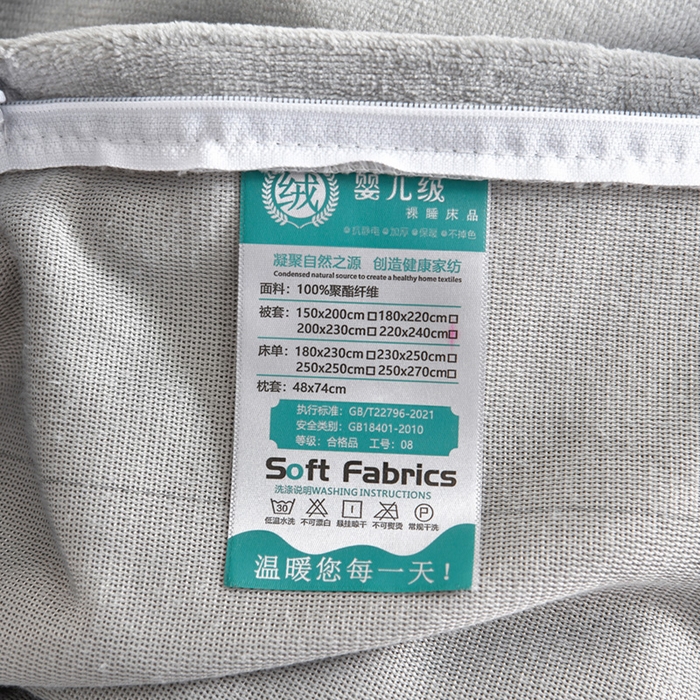 绒
婴儿级
裸睡床品
抗静电 加厚 保暖 不掉色
凝聚自然之源 创造健康家纺
Condensed natural source to create a healthy home textiles
面料：100%聚酯纤维
被套：150x200cm□180x220cm□
200x230cm□220x240cm□
床单：180x230cm□230x250cm□
250x250cm□250x270cm□
枕套：48x74cm
执行标准：GB/T22796-2021
安全类别：GB18401-2010
等级：合格品 工号：08
Soft Fabrics
洗涤说明WASHING INSTRUCTIONS
30 P
低温水洗 不可漂白 悬挂晾干 不可熨烫 常规干洗
温暖您每一天！